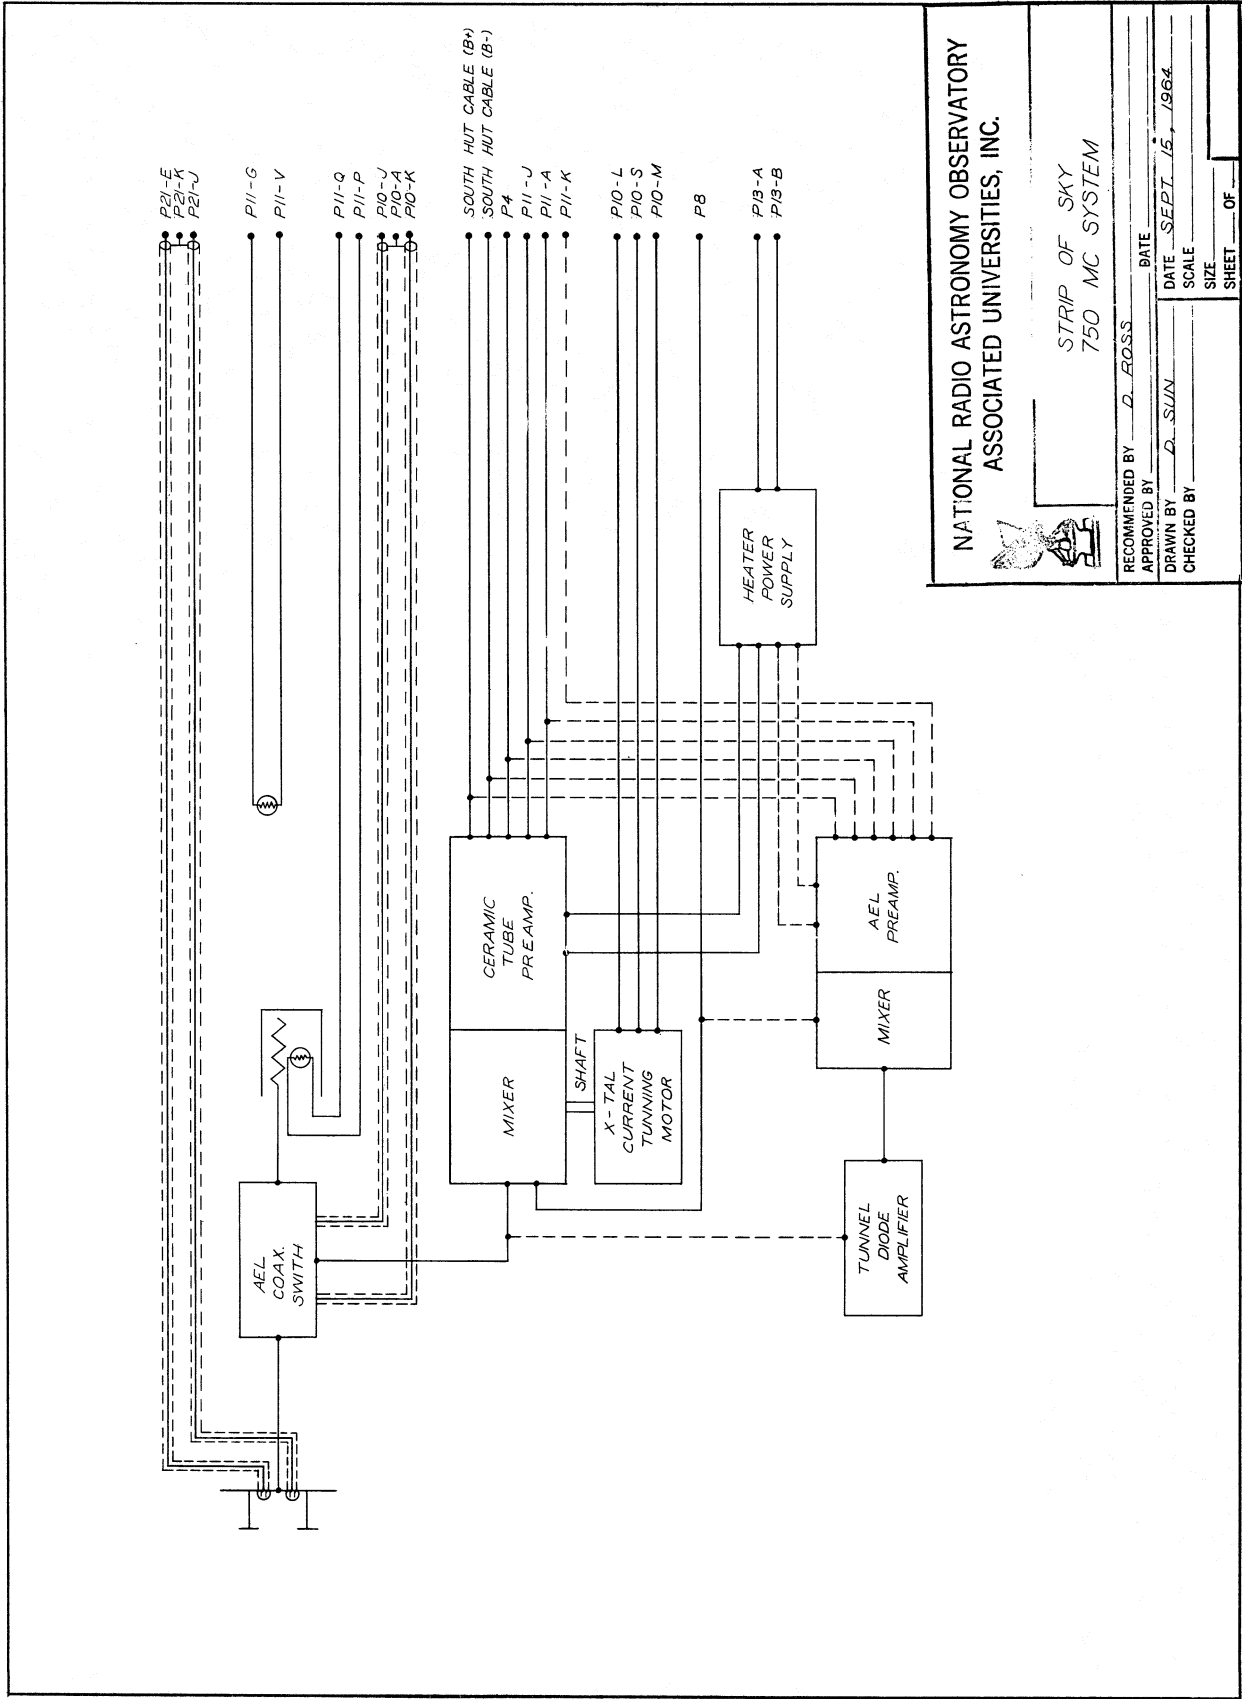 P21-E
P21-K
P21-J
P11-G
P11-V
P11-Q
P11-P
P10-J
P10-A
P10-K
SOUTH HUT CABLE (B+)
SOUTH HUT CABLE (B-)
P4
P11-J
P11-A
P11-K
P10-L
P10-S
P10-M
P8
P13-A
P13-B
AEL
COAX.
SWITH
MIXER
CERAMIC
TUBE
PREAMP.
SHAFT
X-TAL
CURRENT
TUNNING
MOTOR
HEATER
POWER
SUPPLY
TUNNEL
DIODE
AMPLIFIER
MIXER
AEL
PREAMP.
NATIONAL RADIO ASTRONOMY OBSERVATORY
ASSOCIATED UNIVERSITIES, INC.
STRIP OF SKY
750 MC SYSTEM
RECOMMENDED BY D. ROSS
APPROVED BY DATE
DRAWN BY D. SUN DATE SEPT. 15, 1964
CHECKED BY SCALE
SIZE
SHEET OF